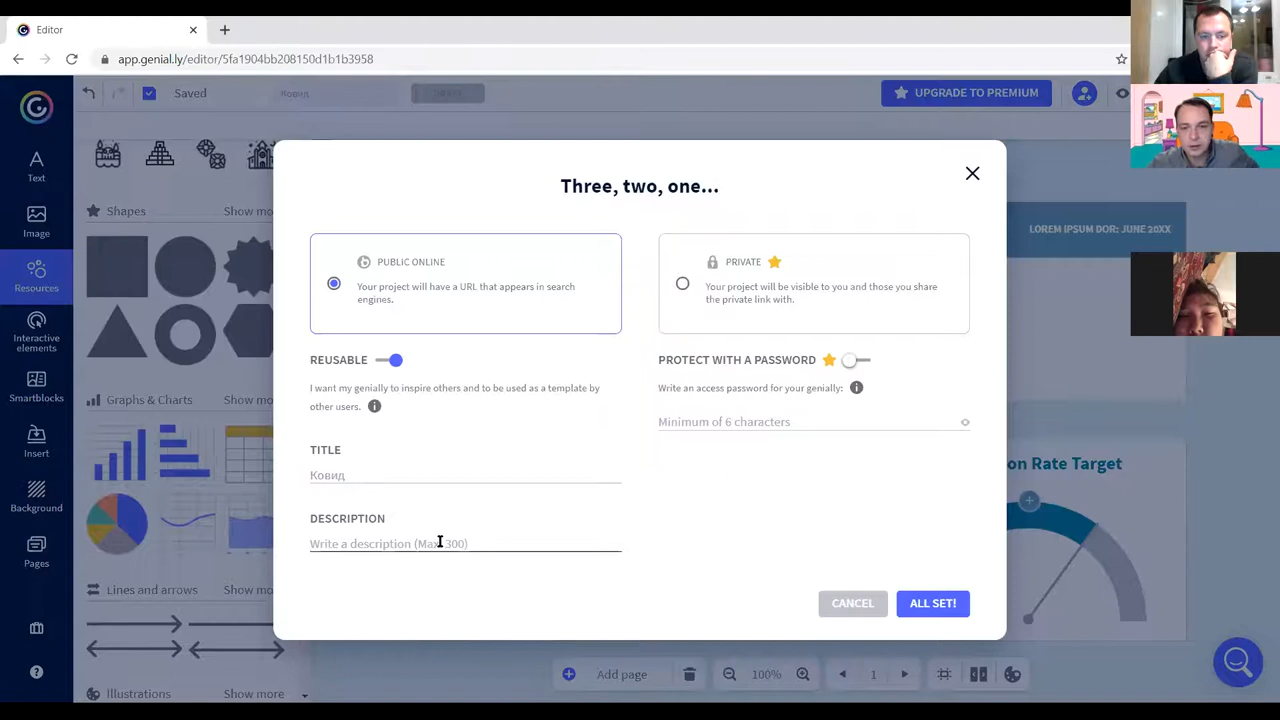 Editor
app.genial.ly/editor/5fa1904bb208150d1b1b3958
Saved
Ковид
UPGRADE TO PREMIUM
Text
Image
Resources
Interactive
elements
Smartblocks
Insert
Background
Pages
Shapes
Show mo
Graphs & Charts
Show mo
Lines and arrows
Illustrations
Show more
Three, two, one...
PUBLIC ONLINE
Your project will have a URL that appears in search
engines.
PRIVATE
Your project will be visible to you and those you share
the private link with.
REUSABLE
I want my genially to inspire others and to be used as a template by
other users.
PROTECT WITH A PASSWORD
Write an access password for your genially:
Minimum of 6 characters
TITLE
Ковид
DESCRIPTION
Write a description (Max 300)
CANCEL
ALL SET!
LOREM IPSUM DOR: JUNE 20XX
on Rate Target
Add page
100%
1